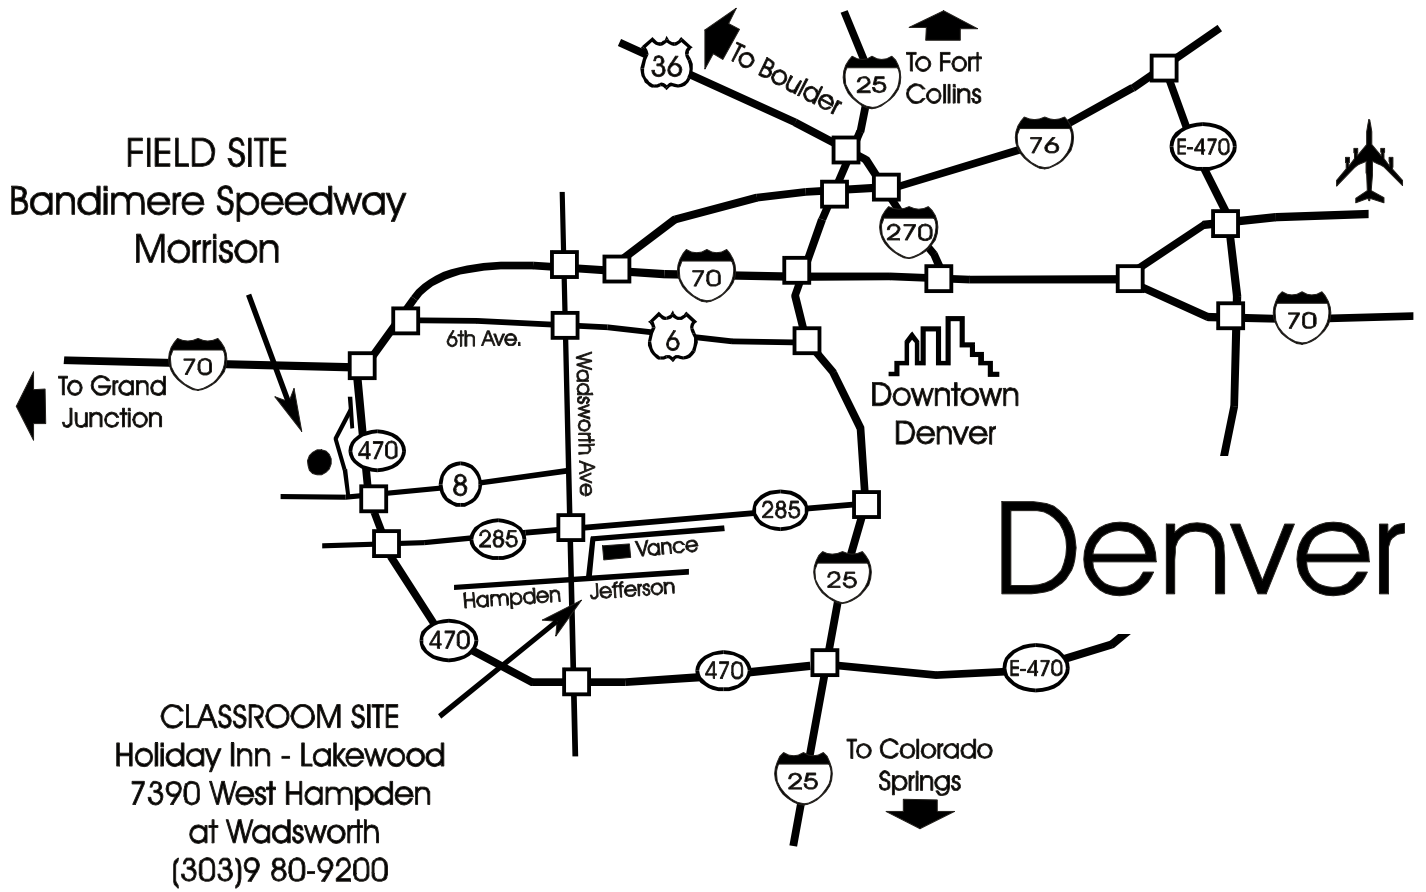 36
To Boulder
25
To Fort
Collins
76
E-470
FIELD SITE
Bandimere Speedway
Morrison
270
70
70
6th Ave.
6
70
To Grand
Junction
Wadsworth Ave
Downtown
Denver
470
8
285
285
Vance
Denver
25
Hampden
Jefferson
470
470
E-470
CLASSROOM SITE
Holiday Inn - Lakewood
7390 West Hampden
at Wadsworth
(303)9 80-9200
To Colorado
Springs
25